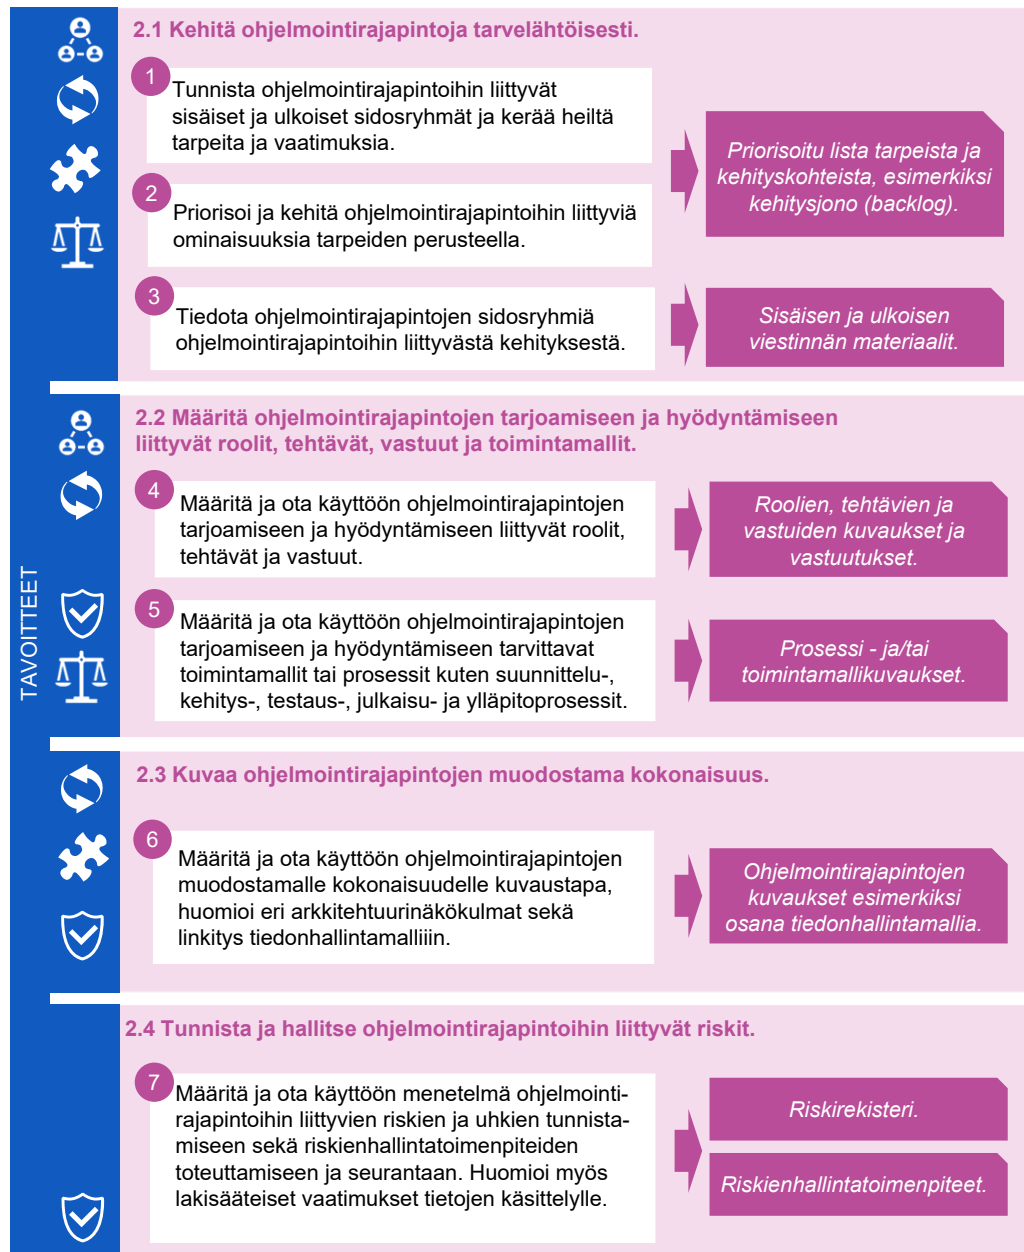 TAVOITTEET
2.1 Kehitä ohjelmointirajapintoja tarvelähtöisesti.
1
Tunnista ohjelmointirajapintoihin liittyvät
sisäiset ja ulkoiset sidosryhmät ja kerää heiltä
tarpeita ja vaatimuksia.
2
Priorisoi ja kehitä ohjelmointirajapintoihin liittyviä
ominaisuuksia tarpeiden perusteella.
Priorisoitu lista tarpeista ja
kehityskohteista, esimerkiksi
kehitysjono (backlog).
3
Tiedota ohjelmointirajapintojen sidosryhmiä
ohjelmointirajapintoihin liittyvästä kehityksestä.
Sisäisen ja ulkoisen
viestinnän materiaalit.
2.2 Määritä ohjelmointirajapintojen tarjoamiseen ja hyödyntämiseen
liittyvät roolit, tehtävät, vastuut ja toimintamallit.
4
Määritä ja ota käyttöön ohjelmointirajapintojen
tarjoamiseen ja hyödyntämiseen liittyvät roolit,
tehtävät ja vastuut.
Roolien, tehtävien ja
vastuiden kuvaukset ja
vastuutukset.
5
Määritä ja ota käyttöön ohjelmointirajapintojen
tarjoamiseen ja hyödyntämiseen tarvittavat
toimintamallit tai prosessit kuten suunnittelu-,
kehitys-, testaus-, julkaisu- ja ylläpitoprosessit.
Prosessi - ja/tai
toimintamallikuvaukset.
2.3 Kuvaa ohjelmointirajapintojen muodostama kokonaisuus.
6
Määritä ja ota käyttöön ohjelmointirajapintojen
muodostamalle kokonaisuudelle kuvaustapa,
huomioi eri arkkitehtuurinäkökulmat sekä
linkitys tiedonhallintamalliiin.
Ohjelmointirajapintojen
kuvaukset esimerkiksi
osana tiedonhallintamallia.
2.4 Tunnista ja hallitse ohjelmointirajapintoihin liittyvät riskit.
7
Määritä ja ota käyttöön menetelmä ohjelmointi-
rajapintoihin liittyvien riskien ja uhkien tunnista-
miseen sekä riskienhallintatoimenpiteiden
toteuttamiseen ja seurantaan. Huomioi myös
lakisääteiset vaatimukset tietojen käsittelylle.
Riskirekisteri.
Riskienhallintatoimenpiteet.